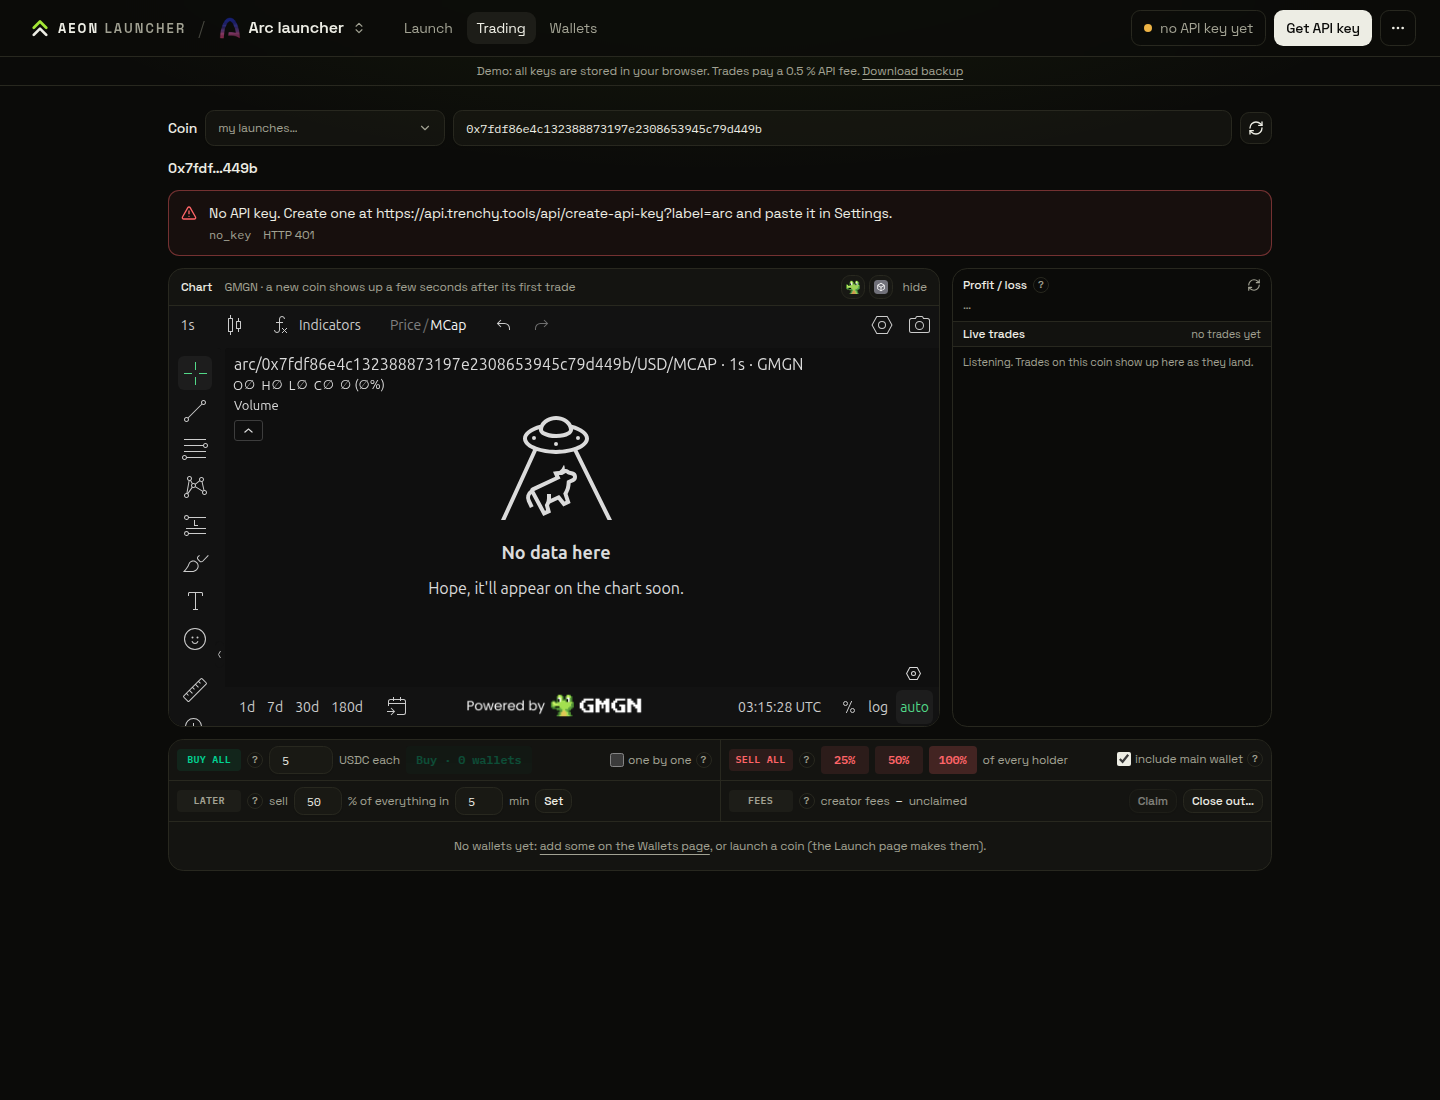 AEON LAUNCHER / Arc launcher Launch Trading Wallets no API key yet Get API key ...
Demo: all keys are stored in your browser. Trades pay a 0.5 % API fee. Download backup
Coin my launches... 0x7fdf86e4c132388873197e2308653945c79d449b
0x7fdf...449b
No API key. Create one at https://api.trenchy.tools/api/create-api-key?label=arc and paste it in Settings.
no_key HTTP 401
Chart GMGN · a new coin shows up a few seconds after its first trade hide
1s Indicators Price / MCap
arc/0x7fdf86e4c132388873197e2308653945c79d449b/USD/MCAP · 1s · GMGN
O∅ H∅ L∅ C∅ ∅ (∅%)
Volume
No data here
Hope, it'll appear on the chart soon.
1d 7d 30d 180d Powered by GMGN 03:15:28 UTC % log auto
Profit / loss ?
...
Live trades no trades yet
Listening. Trades on this coin show up here as they land.
BUY ALL ? 5 USDC each Buy · 0 wallets one by one ?
SELL ALL ? 25% 50% 100% of every holder include main wallet ?
LATER ? sell 50 % of everything in 5 min Set
FEES ? creator fees – unclaimed Claim Close out...
No wallets yet: add some on the Wallets page, or launch a coin (the Launch page makes them).